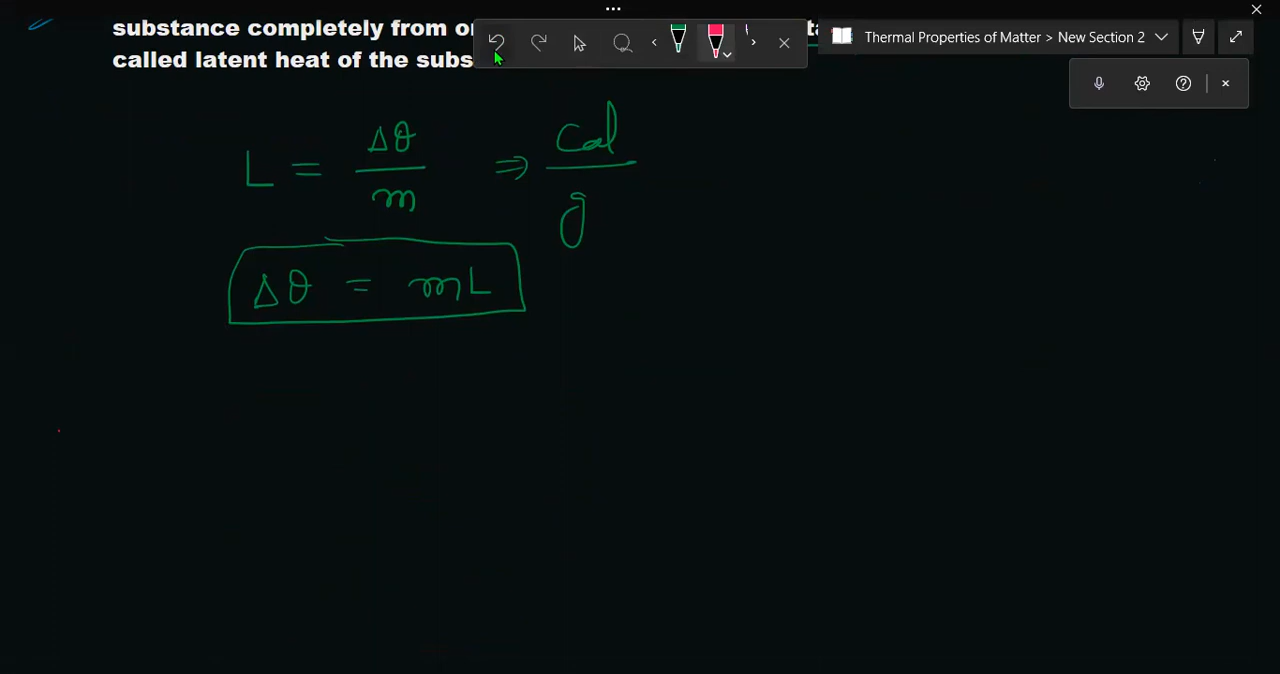 substance completely from
called latent heat of the subs
Thermal Properties of Matter > New Section 2
L = Δθ / m ⇒ Cal / g
Δθ = mL